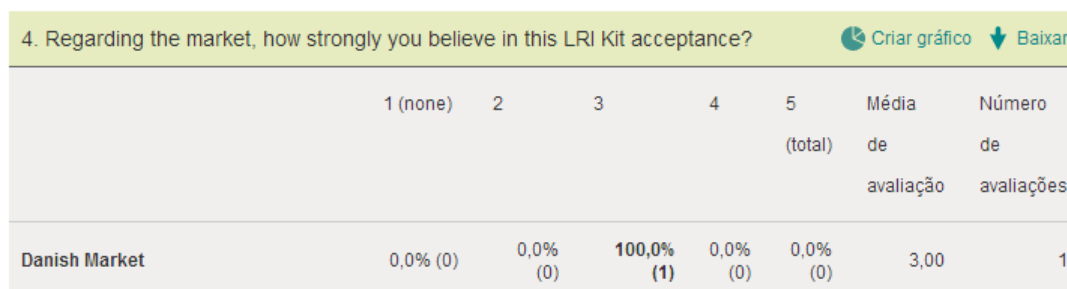 4. Regarding the market, how strongly you believe in this LRI Kit acceptance? Criar gráfico Baixar
1 (none) 2 3 4 5 Média Número
(total) de de
avaliação avaliações
Danish Market 0,0% (0) 0,0% 100,0% 0,0% 0,0% 3,00 1
(0) (1) (0) (0)